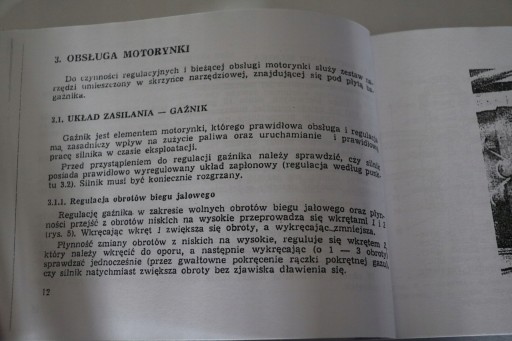 3. OBSŁUGA MOTORYNKI
Do czynności regulacyjnych i bieżącej obsługi motorynki służy zestaw na-
rzędzi umieszczony w skrzynce narzędziowej, znajdującej się pod płytą
gaźnika.
3.1. UKŁAD ZASILANIA — GAŹNIK
Gaźnik jest elementem motorynki, którego prawidłowa obsługa i regulacja
ma zasadniczy wpływ na zużycie paliwa oraz uruchamianie i prawidłową
pracę silnika w czasie eksploatacji.
Przed przystąpieniem do regulacji gaźnika należy sprawdzić, czy silnik
posiada prawidłowo wyregulowany układ zapłonowy (regulacja według punk-
tu 3.2). Silnik musi być koniecznie rozgrzany.
3.1.1. Regulacja obrotów biegu jałowego
Regulację gaźnika w zakresie wolnych obrotów biegu jałowego oraz płyn-
ności przejść z obrotów niskich na wysokie przeprowadza się wkrętami 1 i 2
(rys. 5). Wkręcając wkręt 1 zwiększa się obroty, a wykręcając zmniejsza.
Płynność zmiany obrotów z niskich na wysokie, reguluje się wkrętem 2,
który należy wkręcić do oporu, a następnie wykręcając (o 1 — 3 obroty)
sprawdzać jednocześnie (przez gwałtowne pokręcenie rączki pokrętnej gazu),
czy silnik natychmiast zwiększa obroty bez zjawiska dławienia się.
12